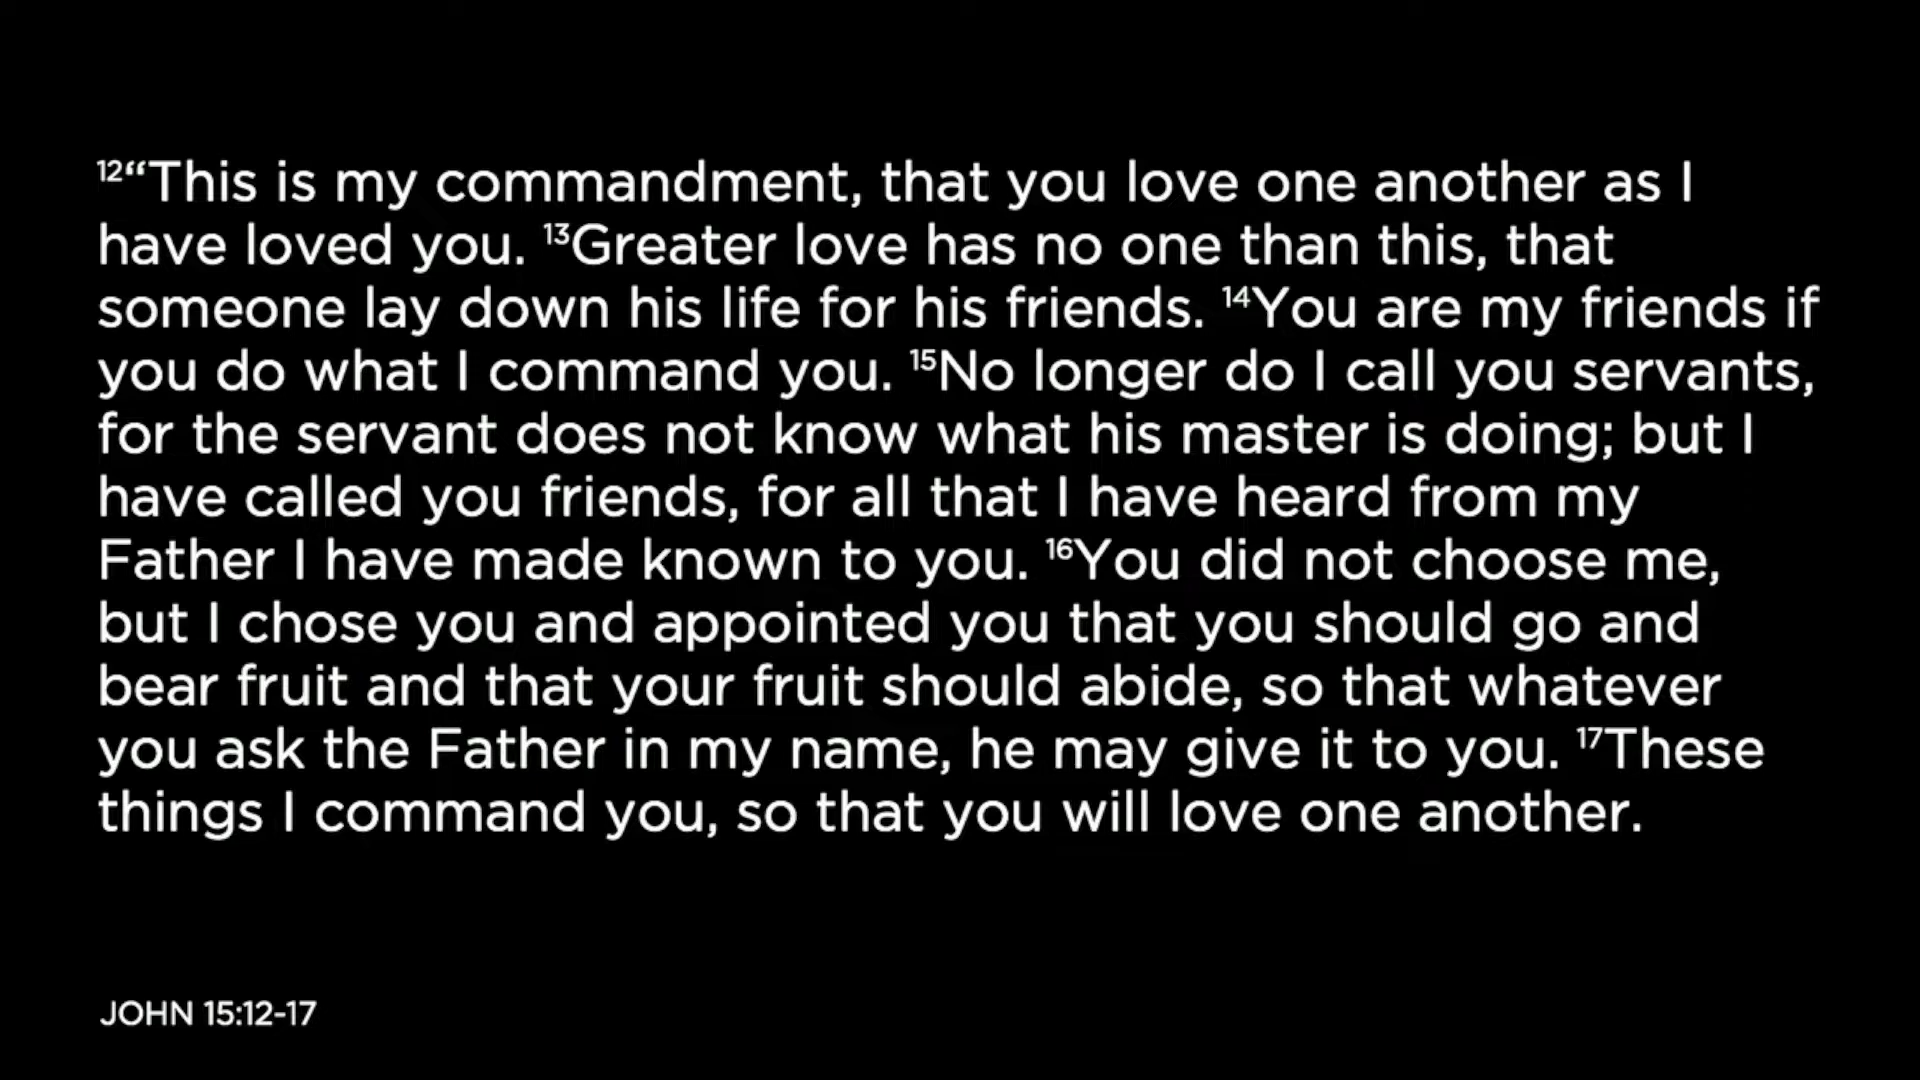 12“This is my commandment, that you love one another as I
have loved you. 13Greater love has no one than this, that
someone lay down his life for his friends. 14You are my friends if
you do what I command you. 15No longer do I call you servants,
for the servant does not know what his master is doing; but I
have called you friends, for all that I have heard from my
Father I have made known to you. 16You did not choose me,
but I chose you and appointed you that you should go and
bear fruit and that your fruit should abide, so that whatever
you ask the Father in my name, he may give it to you. 17These
things I command you, so that you will love one another.
JOHN 15:12-17